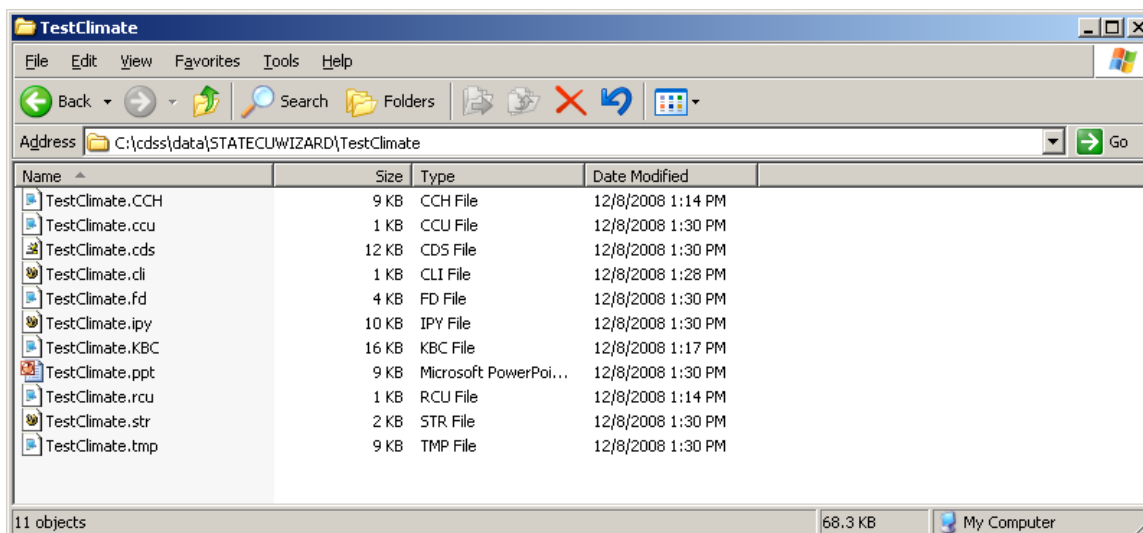 TestClimate
File Edit View Favorites Tools Help
Back Search Folders
Address C:\cdss\data\STATECUWIZARD\TestClimate Go
Name Size Type Date Modified
TestClimate.CCH 9 KB CCH File 12/8/2008 1:14 PM
TestClimate.ccu 1 KB CCU File 12/8/2008 1:30 PM
TestClimate.cds 12 KB CDS File 12/8/2008 1:30 PM
TestClimate.cli 1 KB CLI File 12/8/2008 1:28 PM
TestClimate.fd 4 KB FD File 12/8/2008 1:30 PM
TestClimate.ipy 10 KB IPY File 12/8/2008 1:30 PM
TestClimate.KBC 16 KB KBC File 12/8/2008 1:17 PM
TestClimate.ppt 9 KB Microsoft PowerPoi... 12/8/2008 1:30 PM
TestClimate.rcu 1 KB RCU File 12/8/2008 1:14 PM
TestClimate.str 2 KB STR File 12/8/2008 1:30 PM
TestClimate.tmp 9 KB TMP File 12/8/2008 1:30 PM
11 objects 68.3 KB My Computer